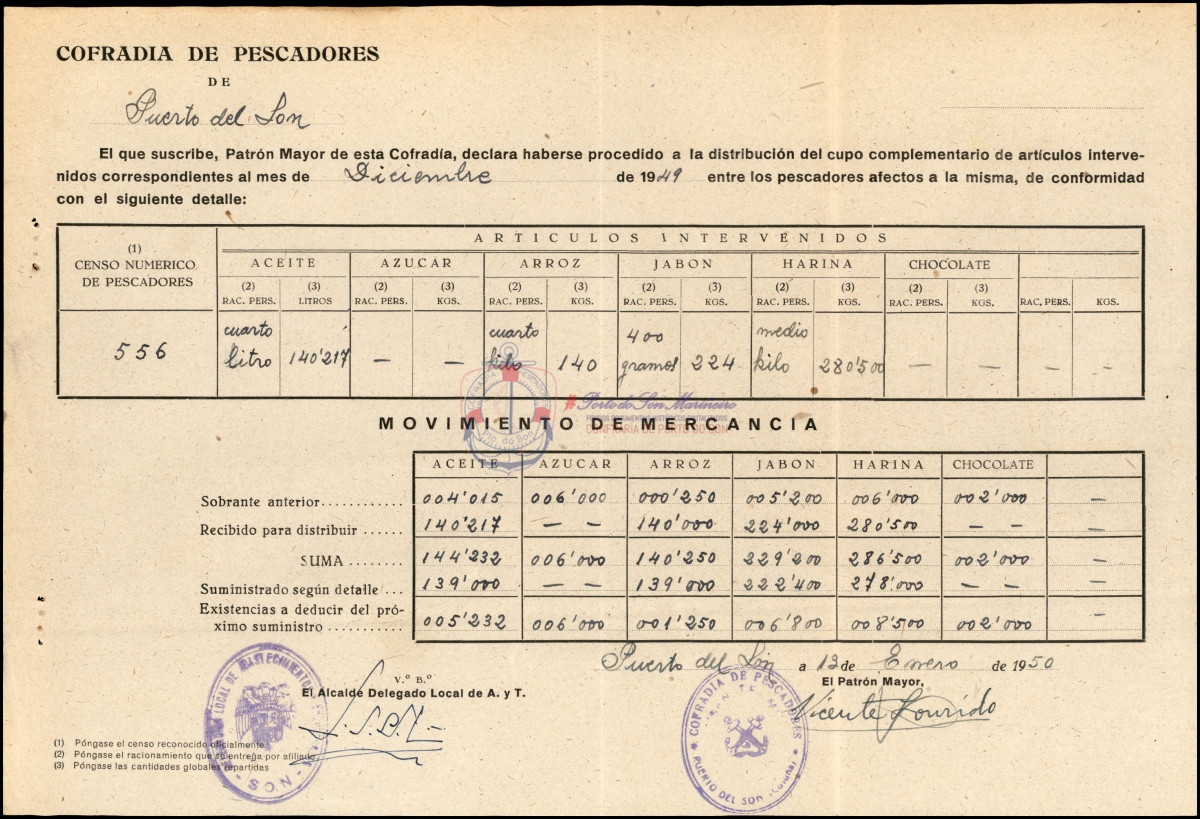 COFRADIA DE PESCADORES
DE
Puerto del Son
El que suscribe, Patrón Mayor de esta Cofradía, declara haberse procedido a la distribución del cupo complementario de artículos interve-
nidos correspondientes al mes de Diciembre de 1949 entre los pescadores afectos a la misma, de conformidad
con el siguiente detalle:
(1) CENSO NUMERICO DE PESCADORES
ARTICULOS INTERVENIDOS
ACEITE AZUCAR ARROZ JABON HARINA CHOCOLATE
(2) (3) (2) (3) (2) (3) (2) (3) (2) (3) (2) (3)
RAC. PERS. LITROS RAC. PERS. KGS. RAC. PERS. KGS. RAC. PERS. KGS. RAC. PERS. KGS. RAC. PERS. KGS. RAC. PERS. KGS.
cuarto cuarto 400 medio
556 litro 140'217 — — kilo 140 gramos 224 kilo 280'500 — — — —
Porto do Son Marineiro
CONFRARIA DE PORTO DO SON
MOVIMIENTO DE MERCANCIA
ACEITE AZUCAR ARROZ JABON HARINA CHOCOLATE
Sobrante anterior............ 004'015 006'000 000'250 005'200 006'000 002'000 —
Recibido para distribuir ...... 140'217 — — 140'000 224'000 280'500 — — —
SUMA ........ 144'232 006'000 140'250 229'200 286'500 002'000 —
Suministrado según detalle ... 139'000 — — 139'000 222'400 278'000 — — —
Existencias a deducir del pró-
ximo suministro ........... 005'232 006'000 001'250 006'800 008'500 002'000 —
Puerto del Son a 13 de Enero de 1950
V.º B.º
El Alcalde Delegado Local de A. y T.
El Patrón Mayor,
Vicente Lourido
COFRADIA DE PESCADORES
PUERTO DEL SON (Coruña)
(1) Póngase el censo reconocido oficialmente
(2) Póngase el racionamiento que se entrega por afiliado
(3) Póngase las cantidades globales repartidas